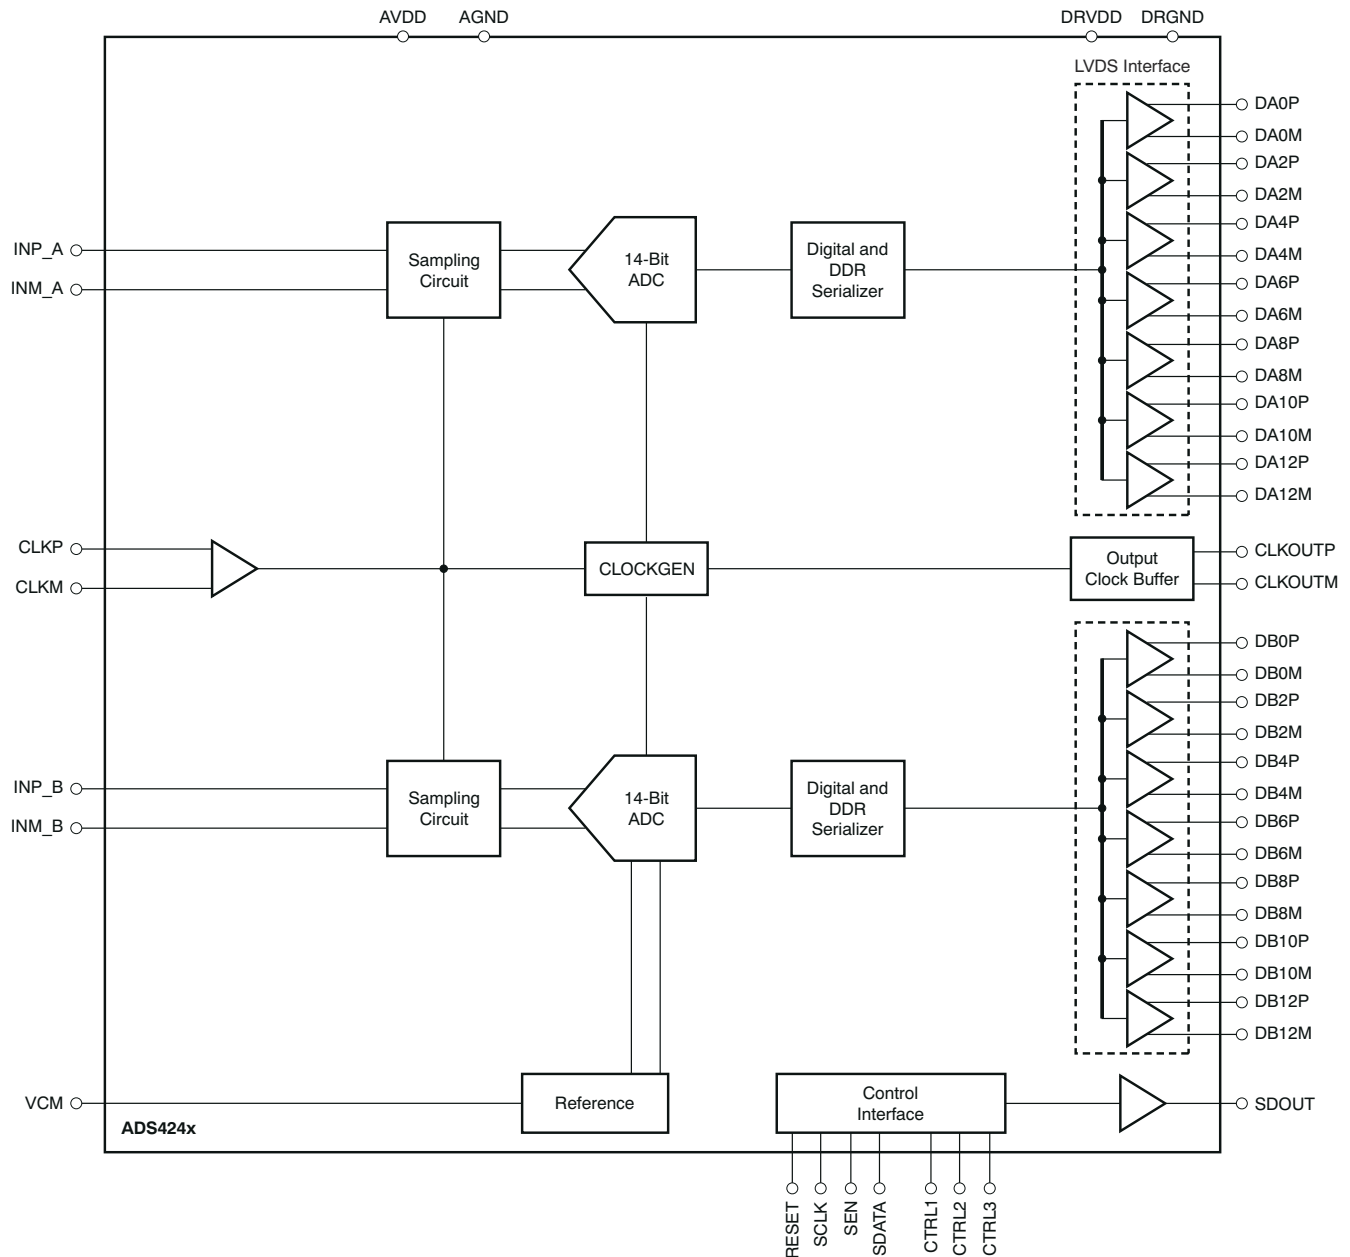 AVDD
AGND
DRVDD
DRGND
LVDS Interface
DA0P
DA0M
DA2P
DA2M
DA4P
DA4M
DA6P
DA6M
DA8P
DA8M
DA10P
DA10M
DA12P
DA12M
INP_A
INM_A
Sampling
Circuit
14-Bit
ADC
Digital and
DDR
Serializer
CLKP
CLKM
CLOCKGEN
Output
Clock Buffer
CLKOUTP
CLKOUTM
DB0P
DB0M
DB2P
DB2M
DB4P
DB4M
DB6P
DB6M
DB8P
DB8M
DB10P
DB10M
DB12P
DB12M
INP_B
INM_B
Sampling
Circuit
14-Bit
ADC
Digital and
DDR
Serializer
VCM
Reference
Control
Interface
SDOUT
ADS424x
RESET
SCLK
SEN
SDATA
CTRL1
CTRL2
CTRL3